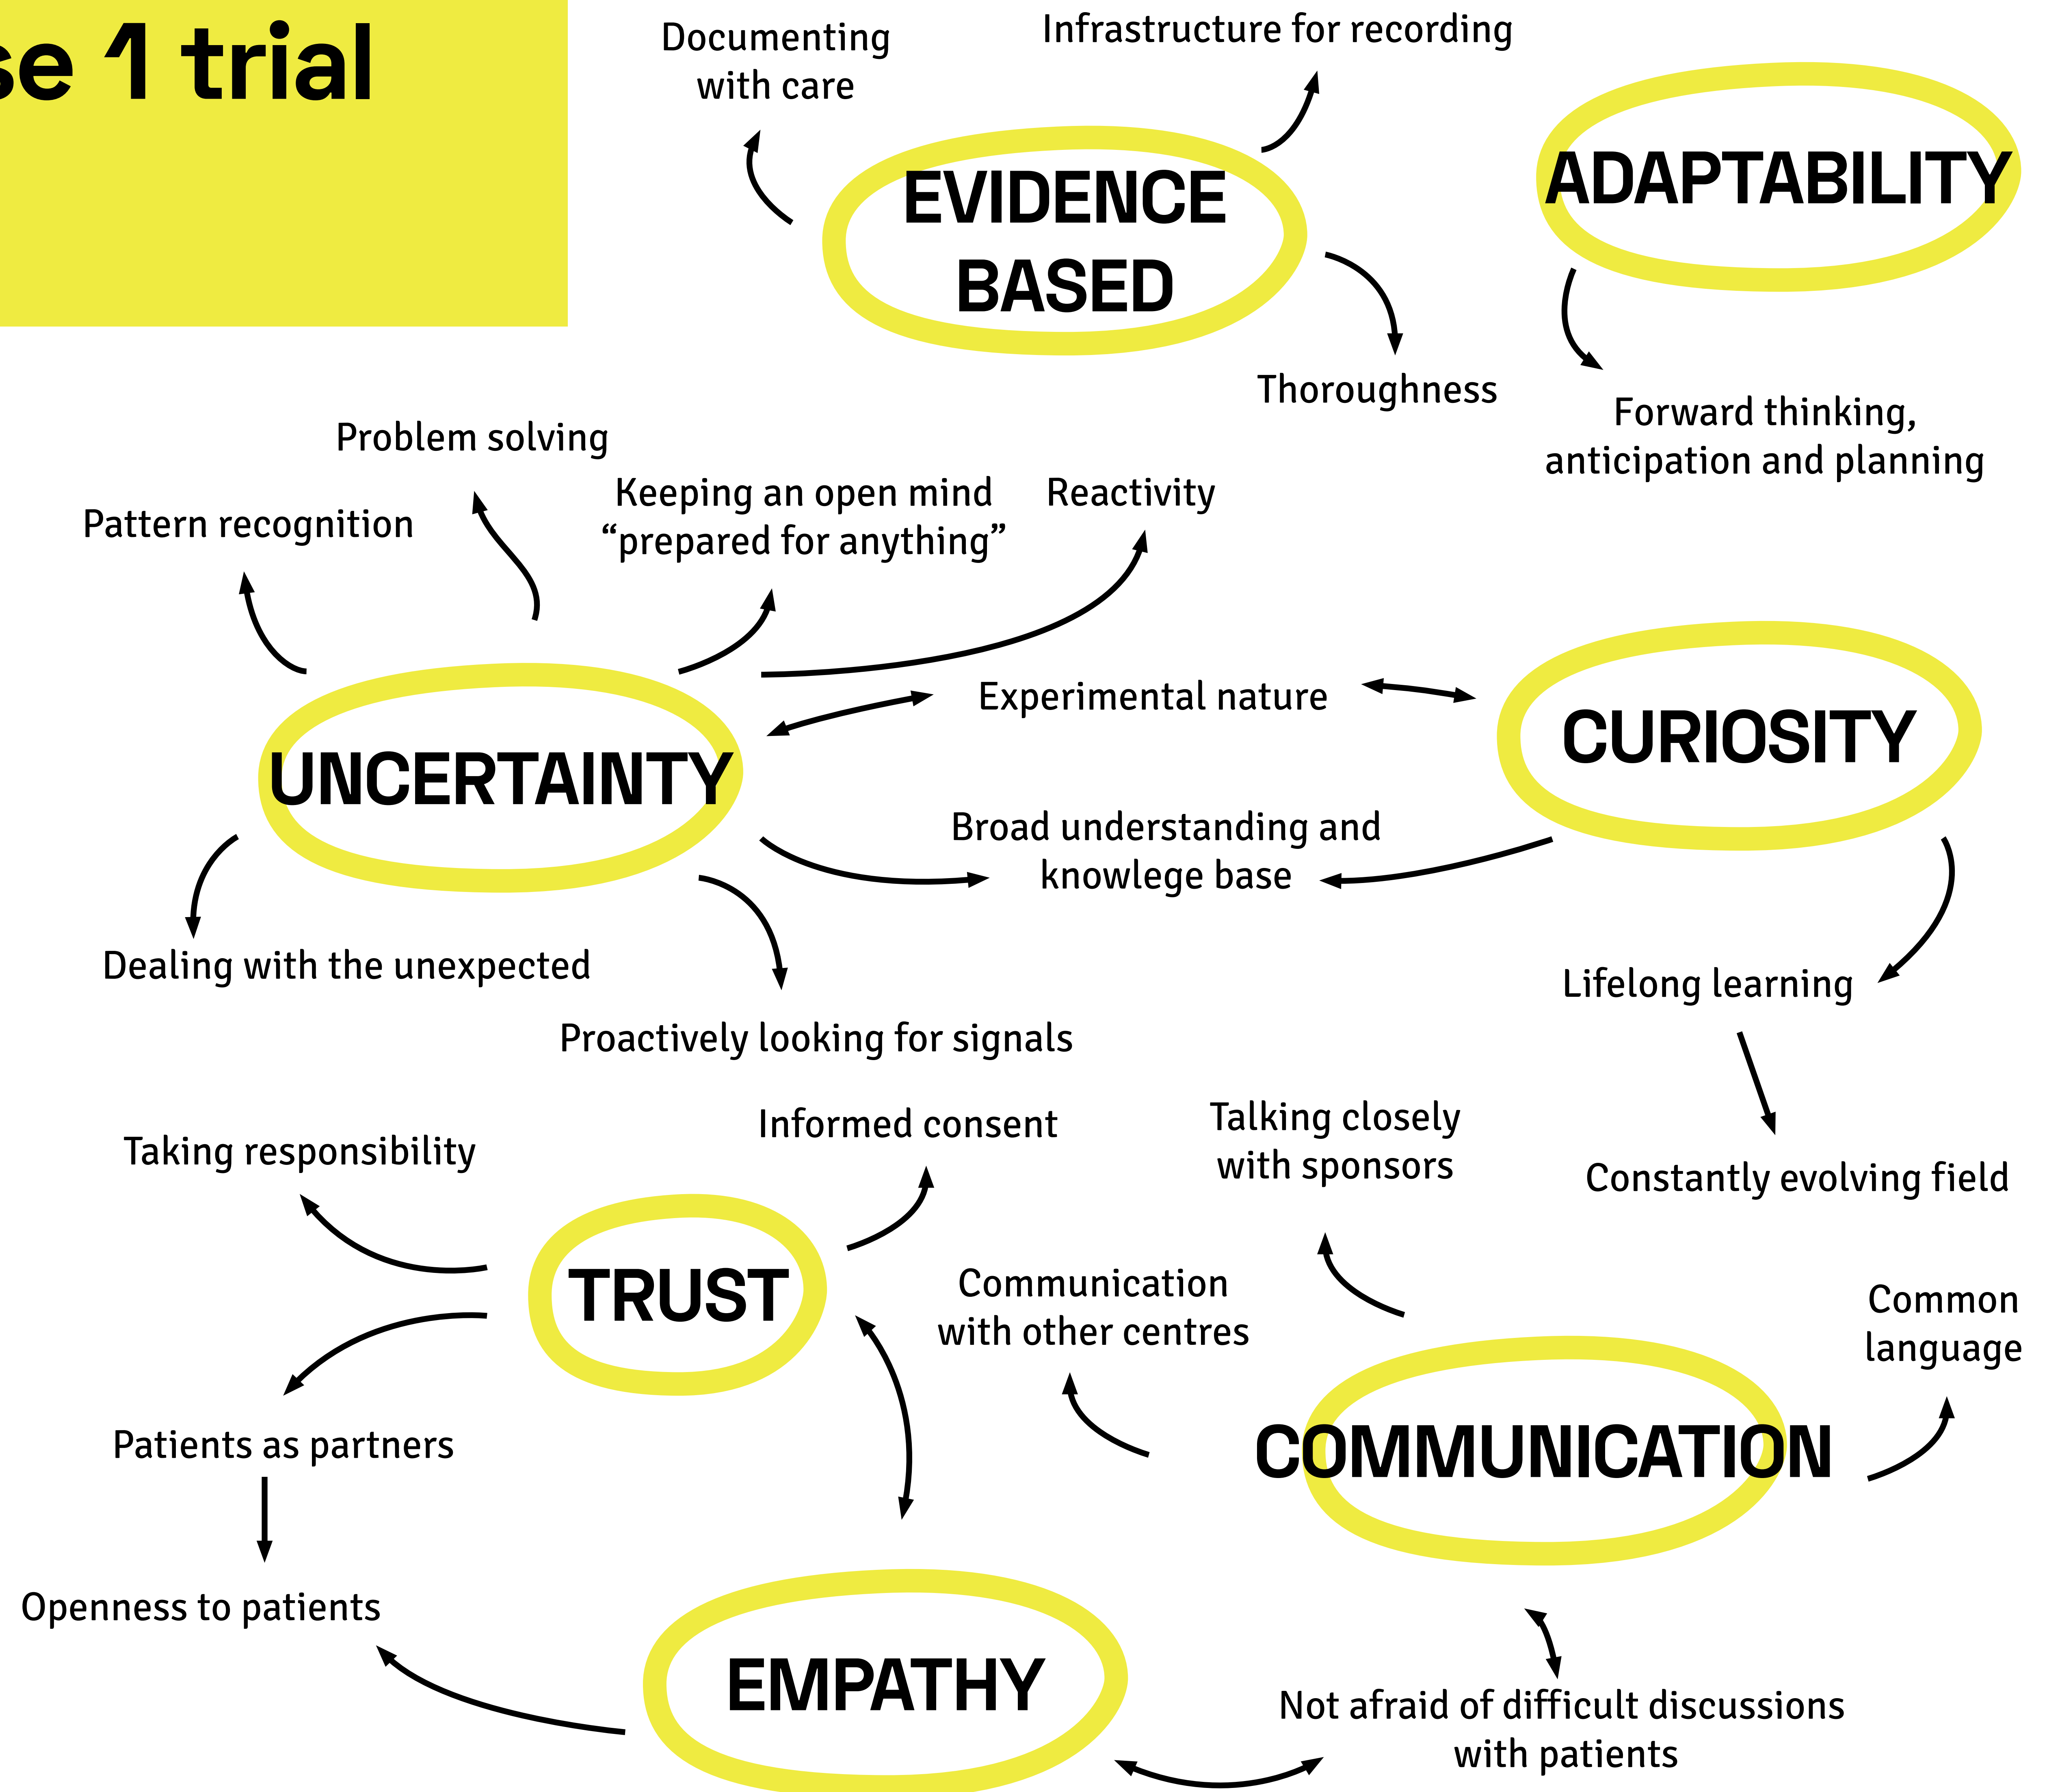 se 1 trial
Documenting
with care
Infrastructure for recording
EVIDENCE
BASED
ADAPTABILITY
Thoroughness
Forward thinking,
anticipation and planning
Problem solving
Pattern recognition
Keeping an open mind
“prepared for anything”
Reactivity
Experimental nature
UNCERTAINTY
CURIOSITY
Broad understanding and
knowlege base
Dealing with the unexpected
Lifelong learning
Proactively looking for signals
Informed consent
Talking closely
with sponsors
Taking responsibility
Constantly evolving field
TRUST
Communication
with other centres
Common
language
Patients as partners
COMMUNICATION
Openness to patients
EMPATHY
Not afraid of difficult discussions
with patients